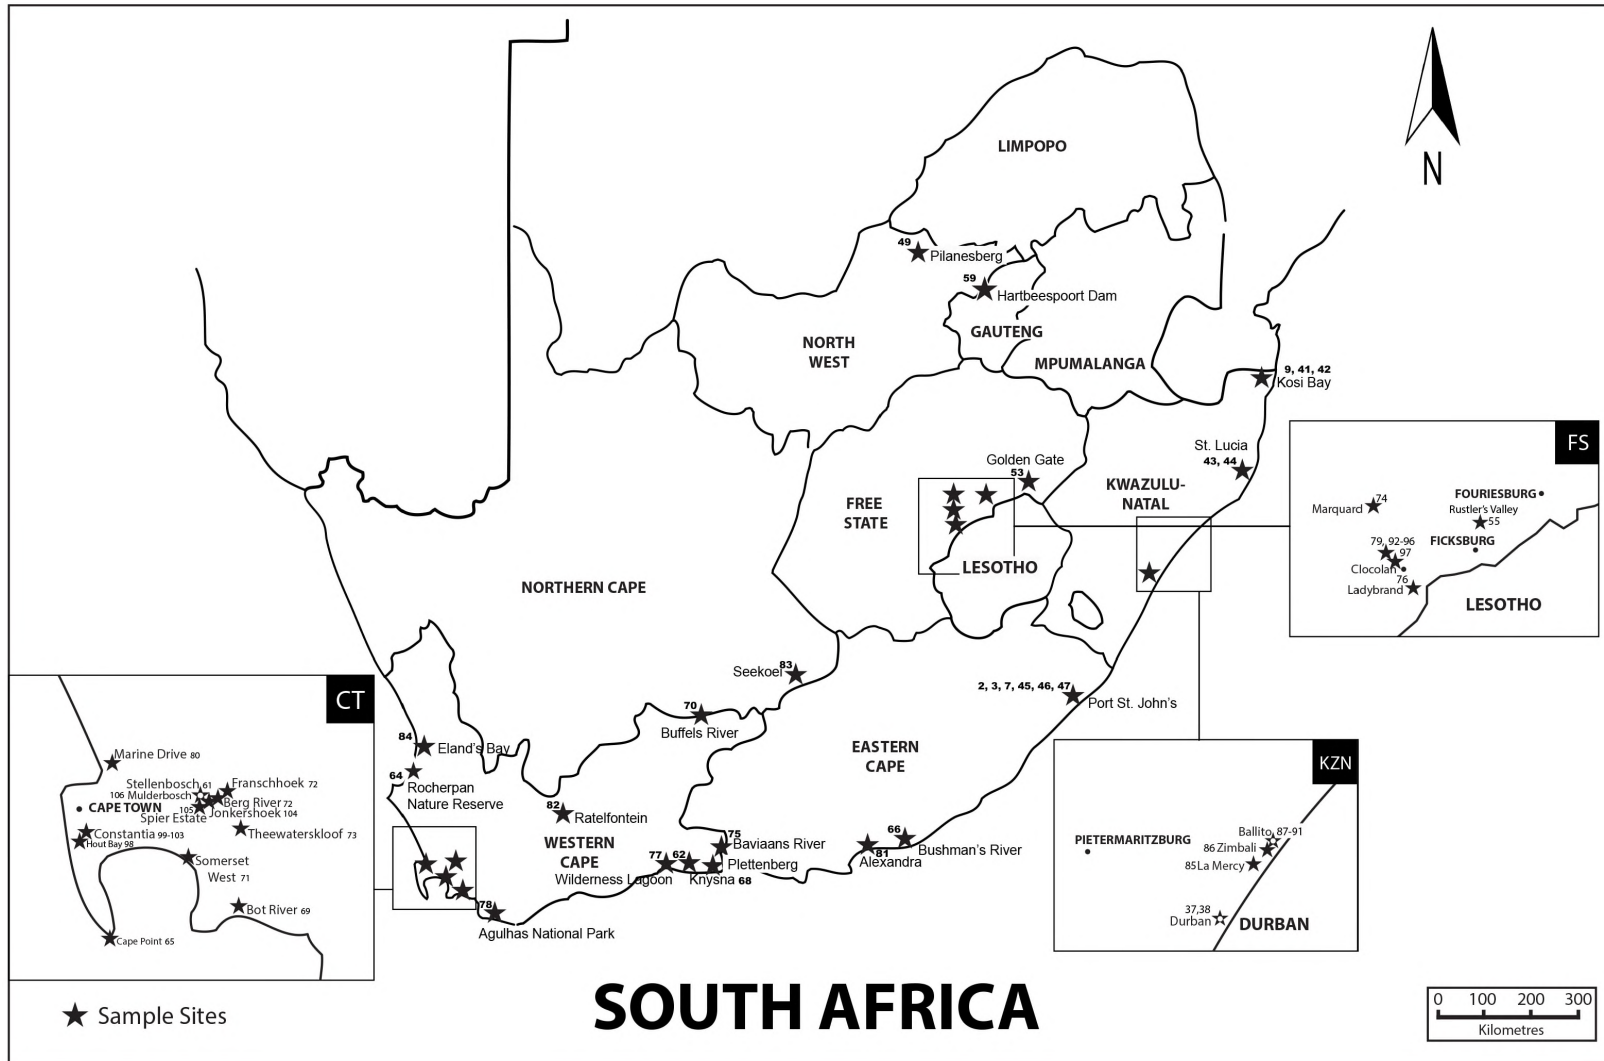 N
LIMPOPO
49
Pilanesberg
59
Hartbeespoort Dam
GAUTENG
NORTH
WEST
MPUMALANGA
9, 41, 42
Kosi Bay
St. Lucia
43, 44
Golden Gate
53
KWAZULU-
NATAL
FREE
STATE
LESOTHO
NORTHERN CAPE
FS
74
Marquard
FOURIESBURG
Rustler's Valley
55
79, 92-96
97
FICKSBURG
Clocolan
76
Ladybrand
LESOTHO
Seekoei
83
2, 3, 7, 45, 46, 47
Port St. John's
70
Buffels River
EASTERN
CAPE
84
Eland's Bay
64
Rocherpan
Nature Reserve
82
Ratelfontein
WESTERN
CAPE
75
Baviaans River
77
62
Plettenberg
Wilderness Lagoon
Knysna 68
66
Bushman's River
81
Alexandra
78
Agulhas National Park
CT
Marine Drive 80
Stellenbosch 61
Franschhoek 72
106 Mulderbosch
Berg River 72
CAPE TOWN
105
Jonkershoek 104
Spier Estate
Constantia 99-103
Theewaterskloof 73
Hout Bay 98
Somerset
West 71
Bot River 69
Cape Point 65
KZN
PIETERMARITZBURG
Ballito 87-91
86 Zimbali
85 La Mercy
37,38
Durban
DURBAN
Sample Sites
SOUTH AFRICA
0 100 200 300
Kilometres